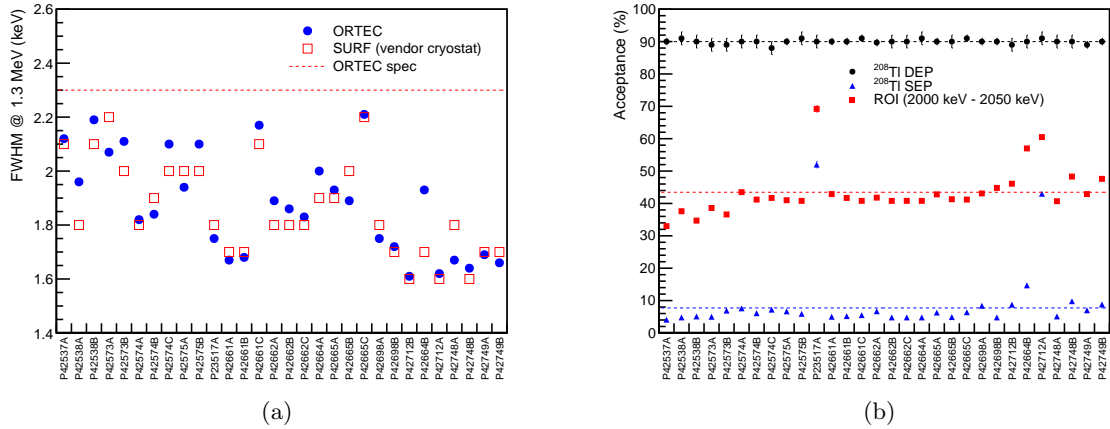 FWHM @ 1.3 MeV (keV)
2.6
2.4
2.2
2
1.8
1.6
1.4
ORTEC
SURF (vendor cryostat)
ORTEC spec
P42537A
P42538A
P42538B
P42573A
P42573B
P42574A
P42574B
P42574C
P42575A
P42575B
P23517A
P42661A
P42661B
P42661C
P42662A
P42662B
P42662C
P42664A
P42665A
P42665B
P42665C
P42698A
P42698B
P42712B
P42664B
P42712A
P42748A
P42748B
P42749A
P42749B
(a)
Acceptance (%)
100
90
80
70
60
50
40
30
20
10
0
²⁰⁸Tl DEP
²⁰⁸Tl SEP
ROI (2000 keV - 2050 keV)
P42537A
P42538A
P42538B
P42573A
P42573B
P42574A
P42574B
P42574C
P42575A
P42575B
P23517A
P42661A
P42661B
P42661C
P42662A
P42662B
P42662C
P42664A
P42665A
P42665B
P42665C
P42698A
P42698B
P42712B
P42664B
P42712A
P42748A
P42748B
P42749A
P42749B
(b)